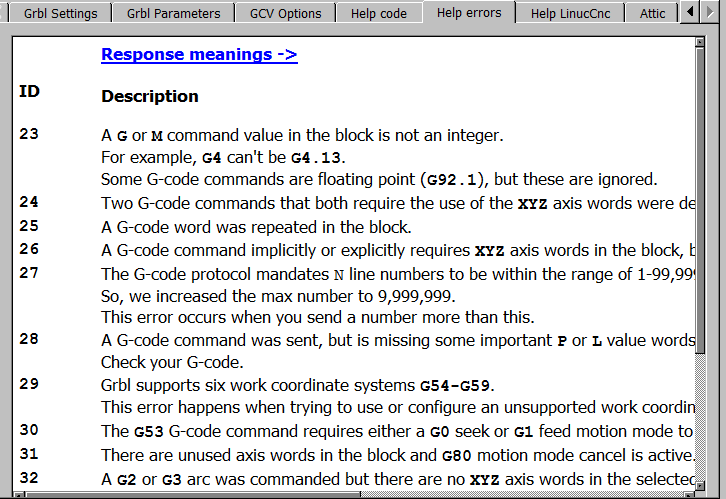 Grbl Settings Grbl Parameters GCV Options Help code Help errors Help LinucCnc Attic
Response meanings ->
ID Description
23 A G or M command value in the block is not an integer.
For example, G4 can't be G4.13.
Some G-code commands are floating point (G92.1), but these are ignored.
24 Two G-code commands that both require the use of the XYZ axis words were de
25 A G-code word was repeated in the block.
26 A G-code command implicitly or explicitly requires XYZ axis words in the block, b
27 The G-code protocol mandates N line numbers to be within the range of 1-99,999
So, we increased the max number to 9,999,999.
This error occurs when you send a number more than this.
28 A G-code command was sent, but is missing some important P or L value words
Check your G-code.
29 Grbl supports six work coordinate systems G54-G59.
This error happens when trying to use or configure an unsupported work coordin
30 The G53 G-code command requires either a G0 seek or G1 feed motion mode to
31 There are unused axis words in the block and G80 motion mode cancel is active.
32 A G2 or G3 arc was commanded but there are no XYZ axis words in the selected